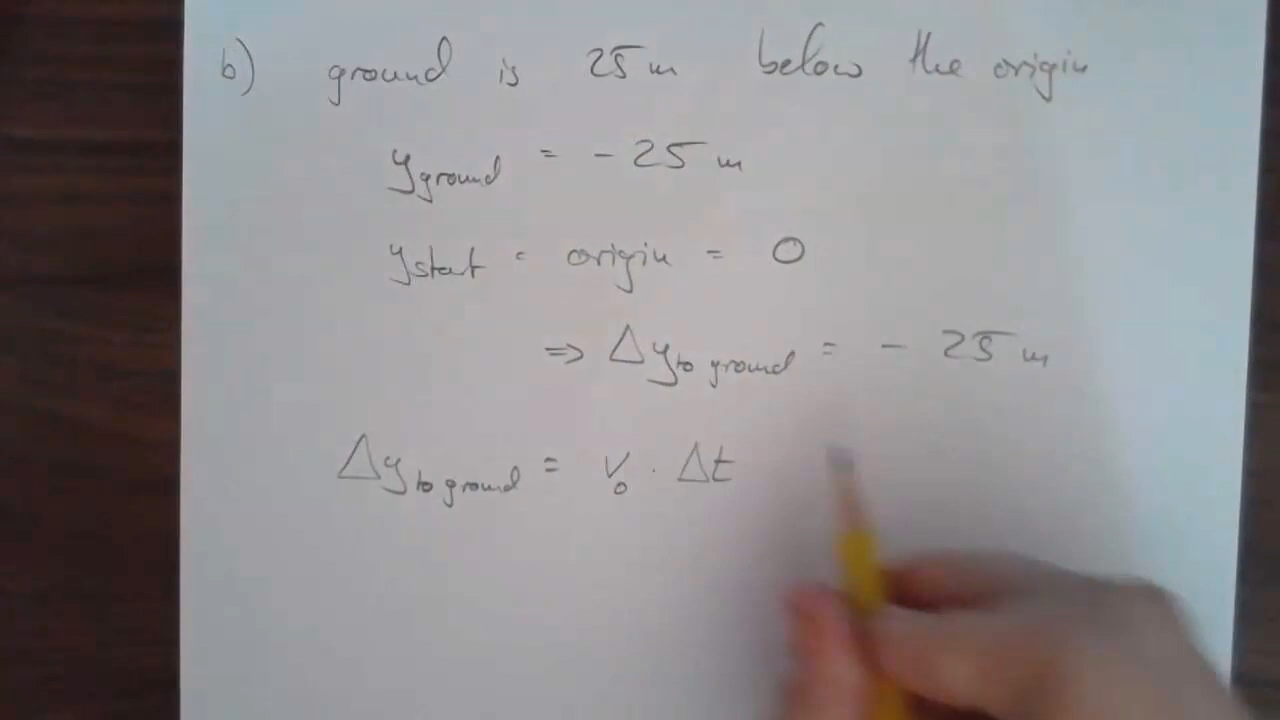 b) ground is 25 m below the origin
y_ground = - 25 m
y_start = origin = 0
⇒ Δy_to ground = - 25 m
Δy_to ground = v_0 · Δt